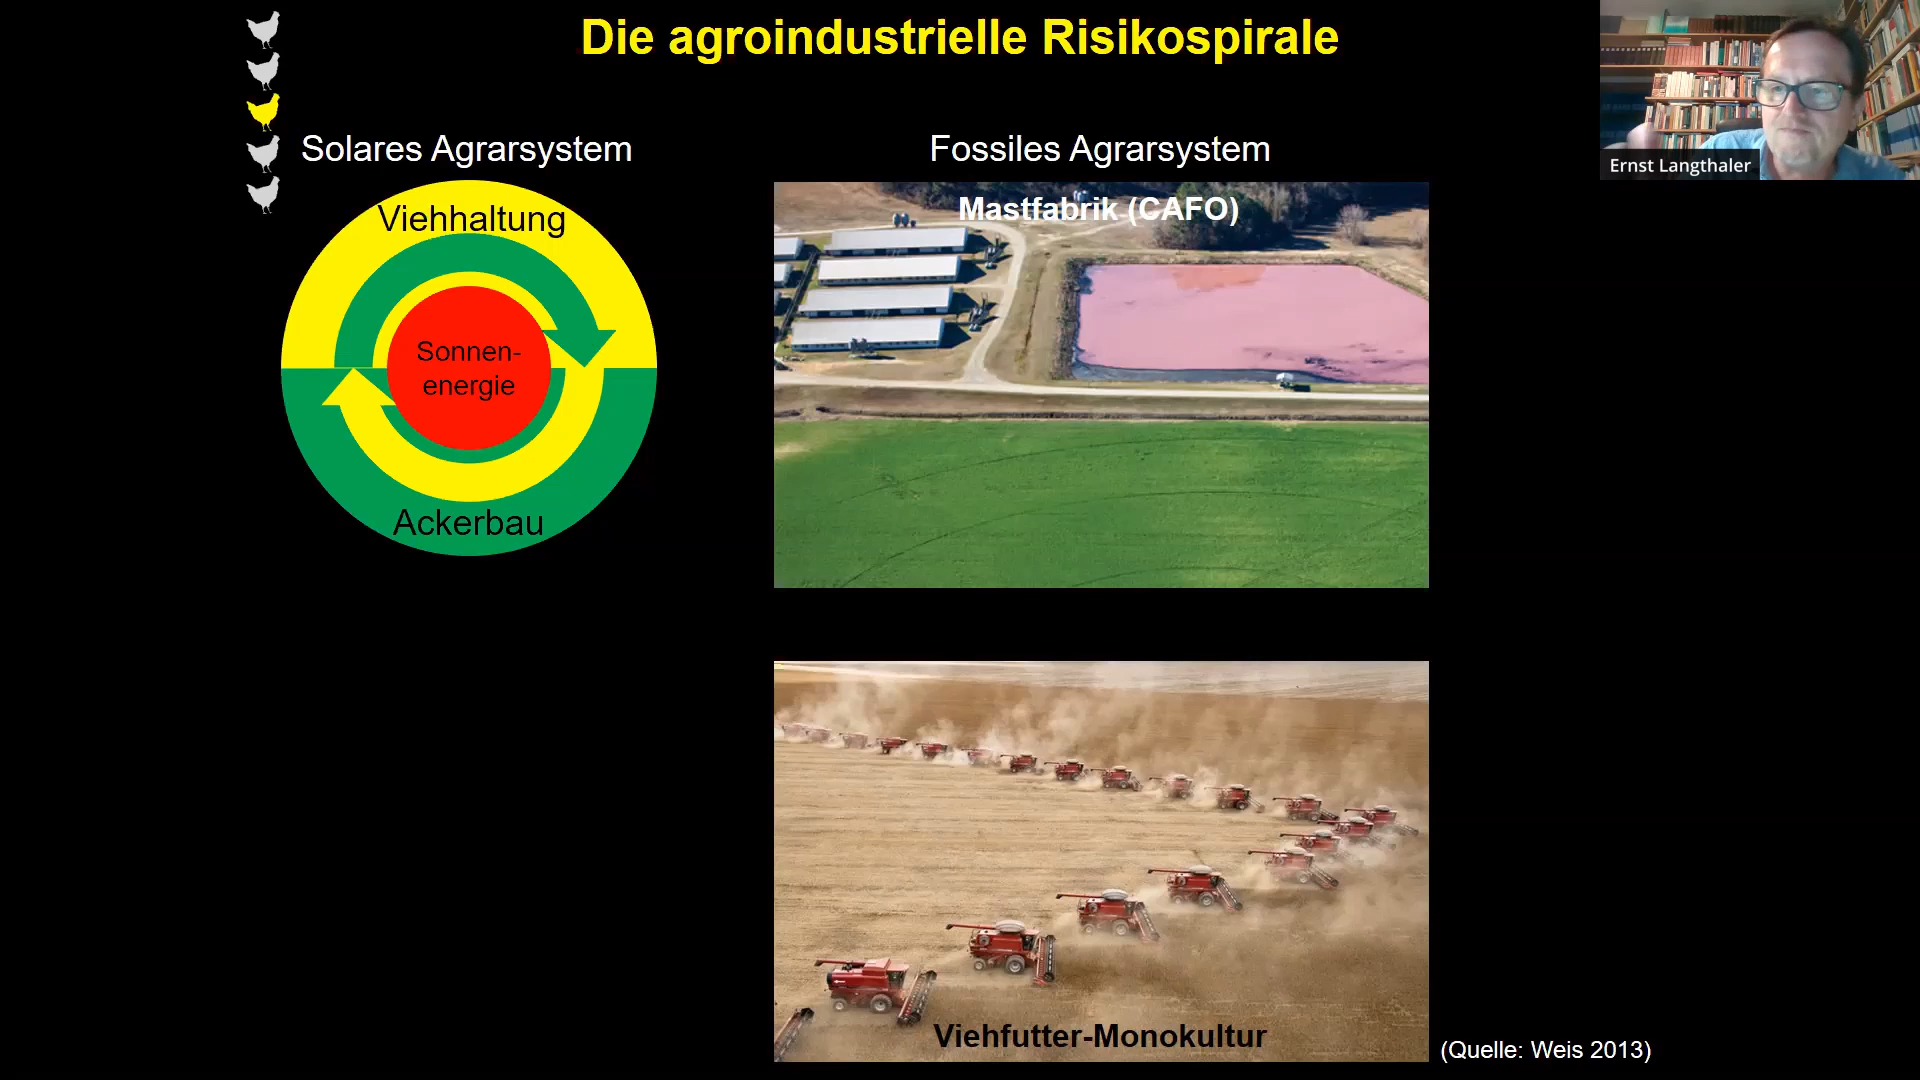 Die agroindustrielle Risikospirale
Ernst Langthaler
Solares Agrarsystem
Viehhaltung
Sonnen-
energie
Ackerbau
Fossiles Agrarsystem
Mastfabrik (CAFO)
Viehfutter-Monokultur
(Quelle: Weis 2013)